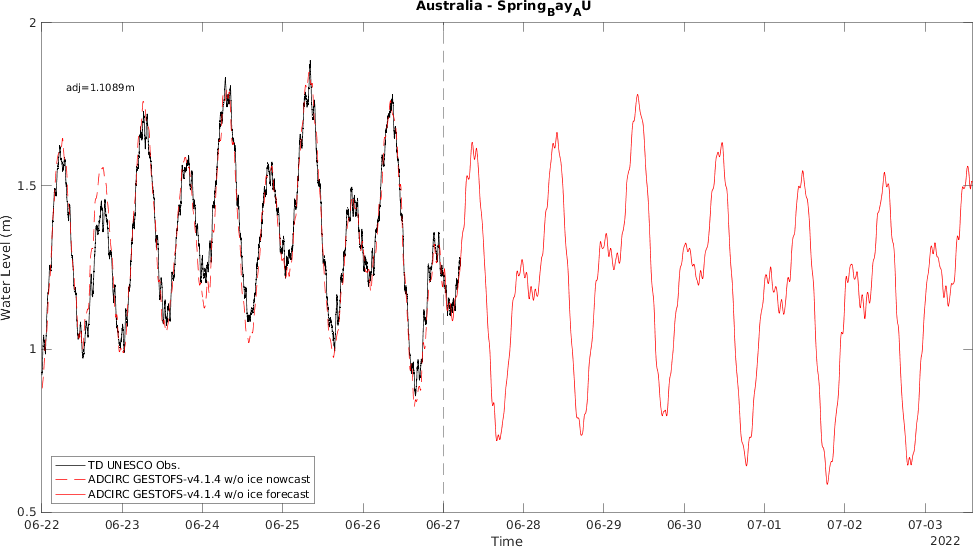 Australia - Spring_Bay_AU
2
adj=1.1089m
1.5
Water Level (m)
1
TD UNESCO Obs.
ADCIRC GESTOFS-v4.1.4 w/o ice nowcast
ADCIRC GESTOFS-v4.1.4 w/o ice forecast
0.5
06-22 06-23 06-24 06-25 06-26 06-27 06-28 06-29 06-30 07-01 07-02 07-03
Time
2022